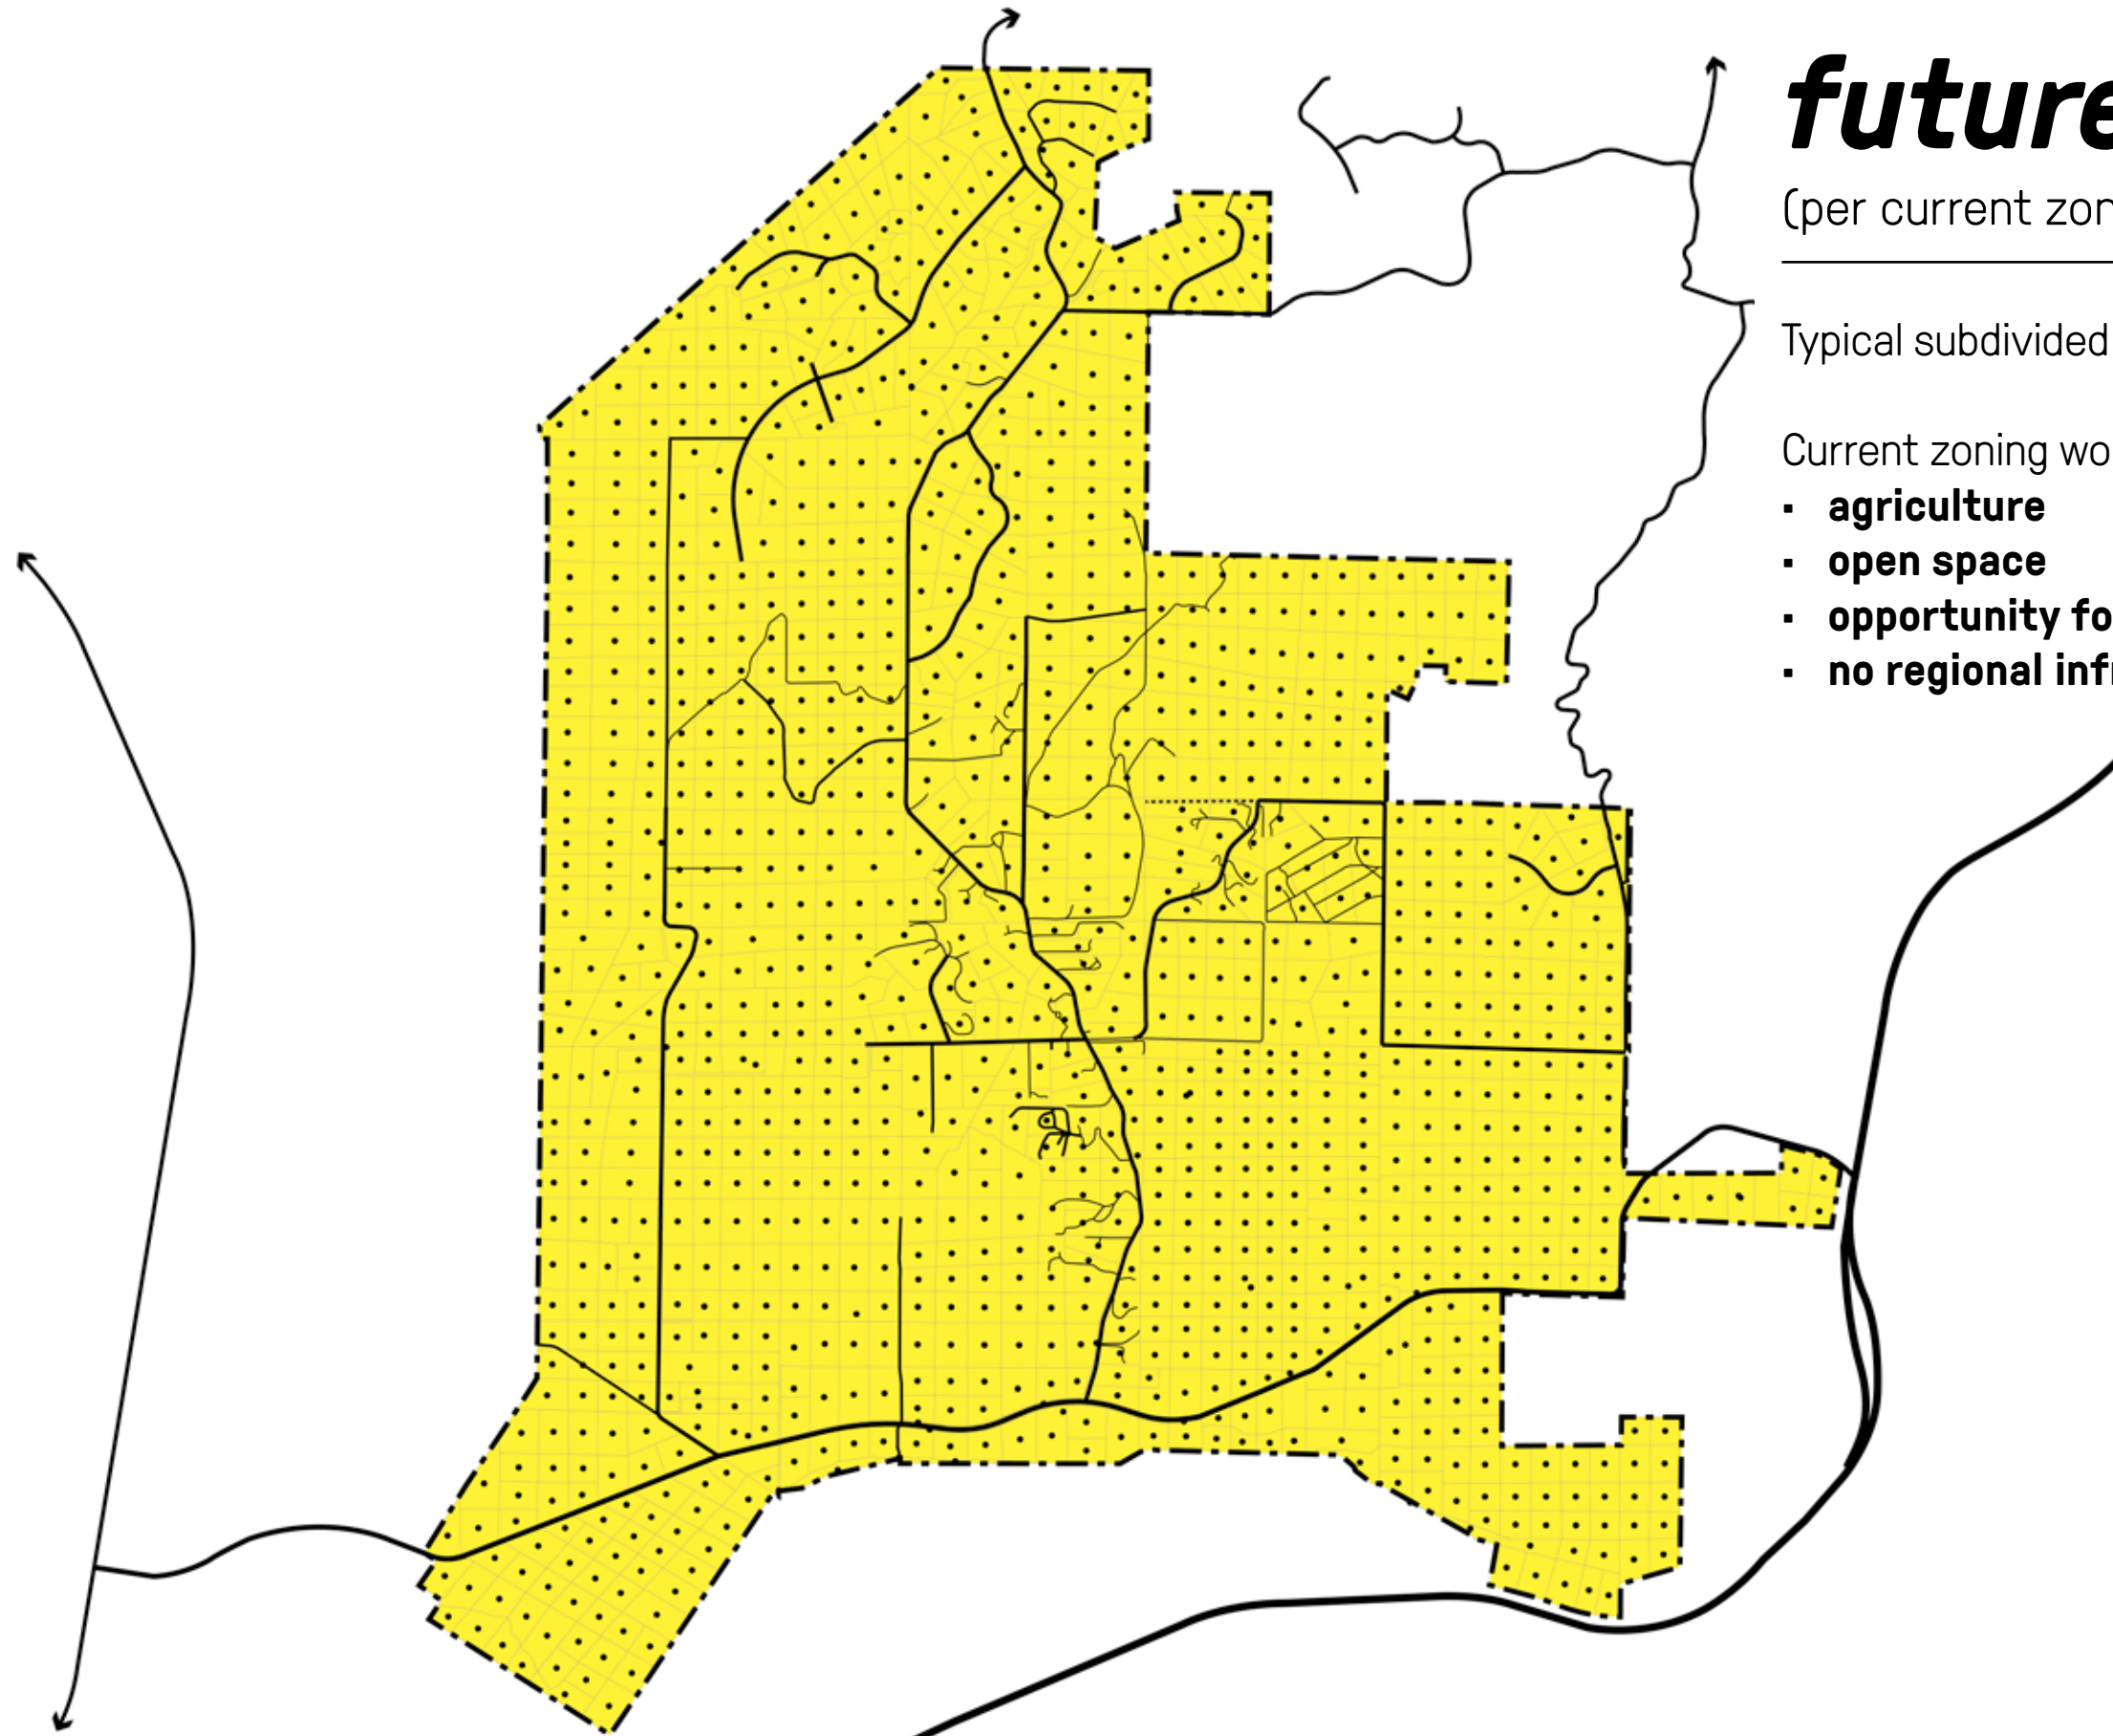 future
(per current zon
Typical subdivided
Current zoning wo
▪ agriculture
▪ open space
▪ opportunity fo
▪ no regional inf